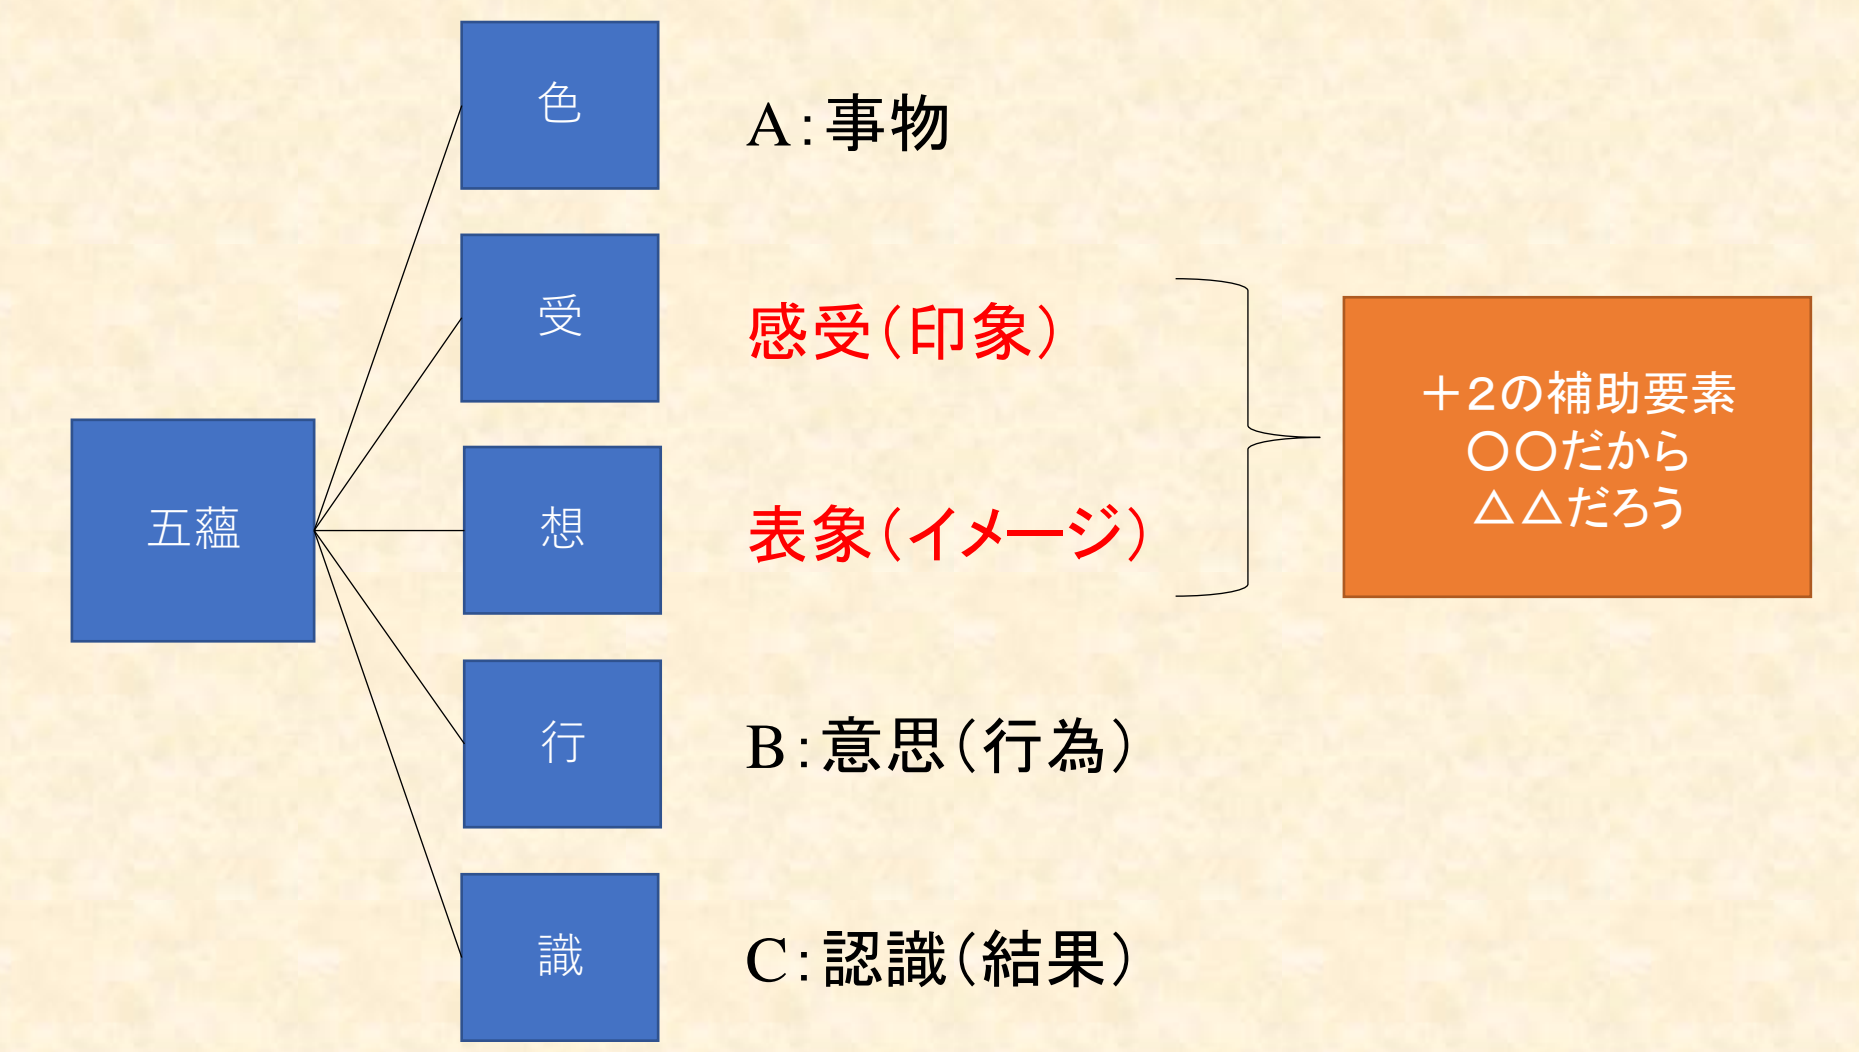 五蘊
色
A:事物
受
感受(印象)
想
表象(イメージ)
+2の補助要素
〇〇だから
△△だろう
行
B:意思(行為)
識
C:認識(結果)